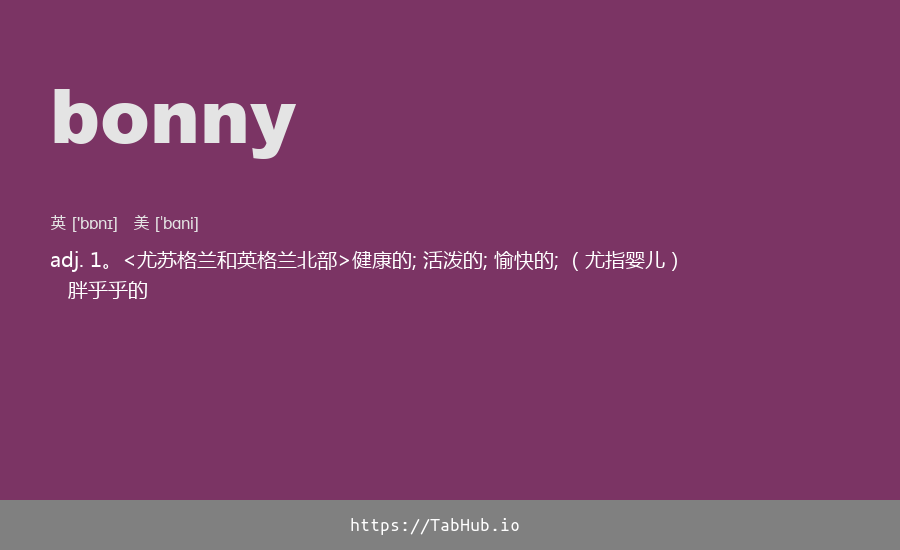 bonny
英 ['bɒnɪ] 美 [ˈbɑni]
adj. 1。<尤苏格兰和英格兰北部>健康的; 活泼的; 愉快的; （尤指婴儿）
胖乎乎的
https://TabHub.io